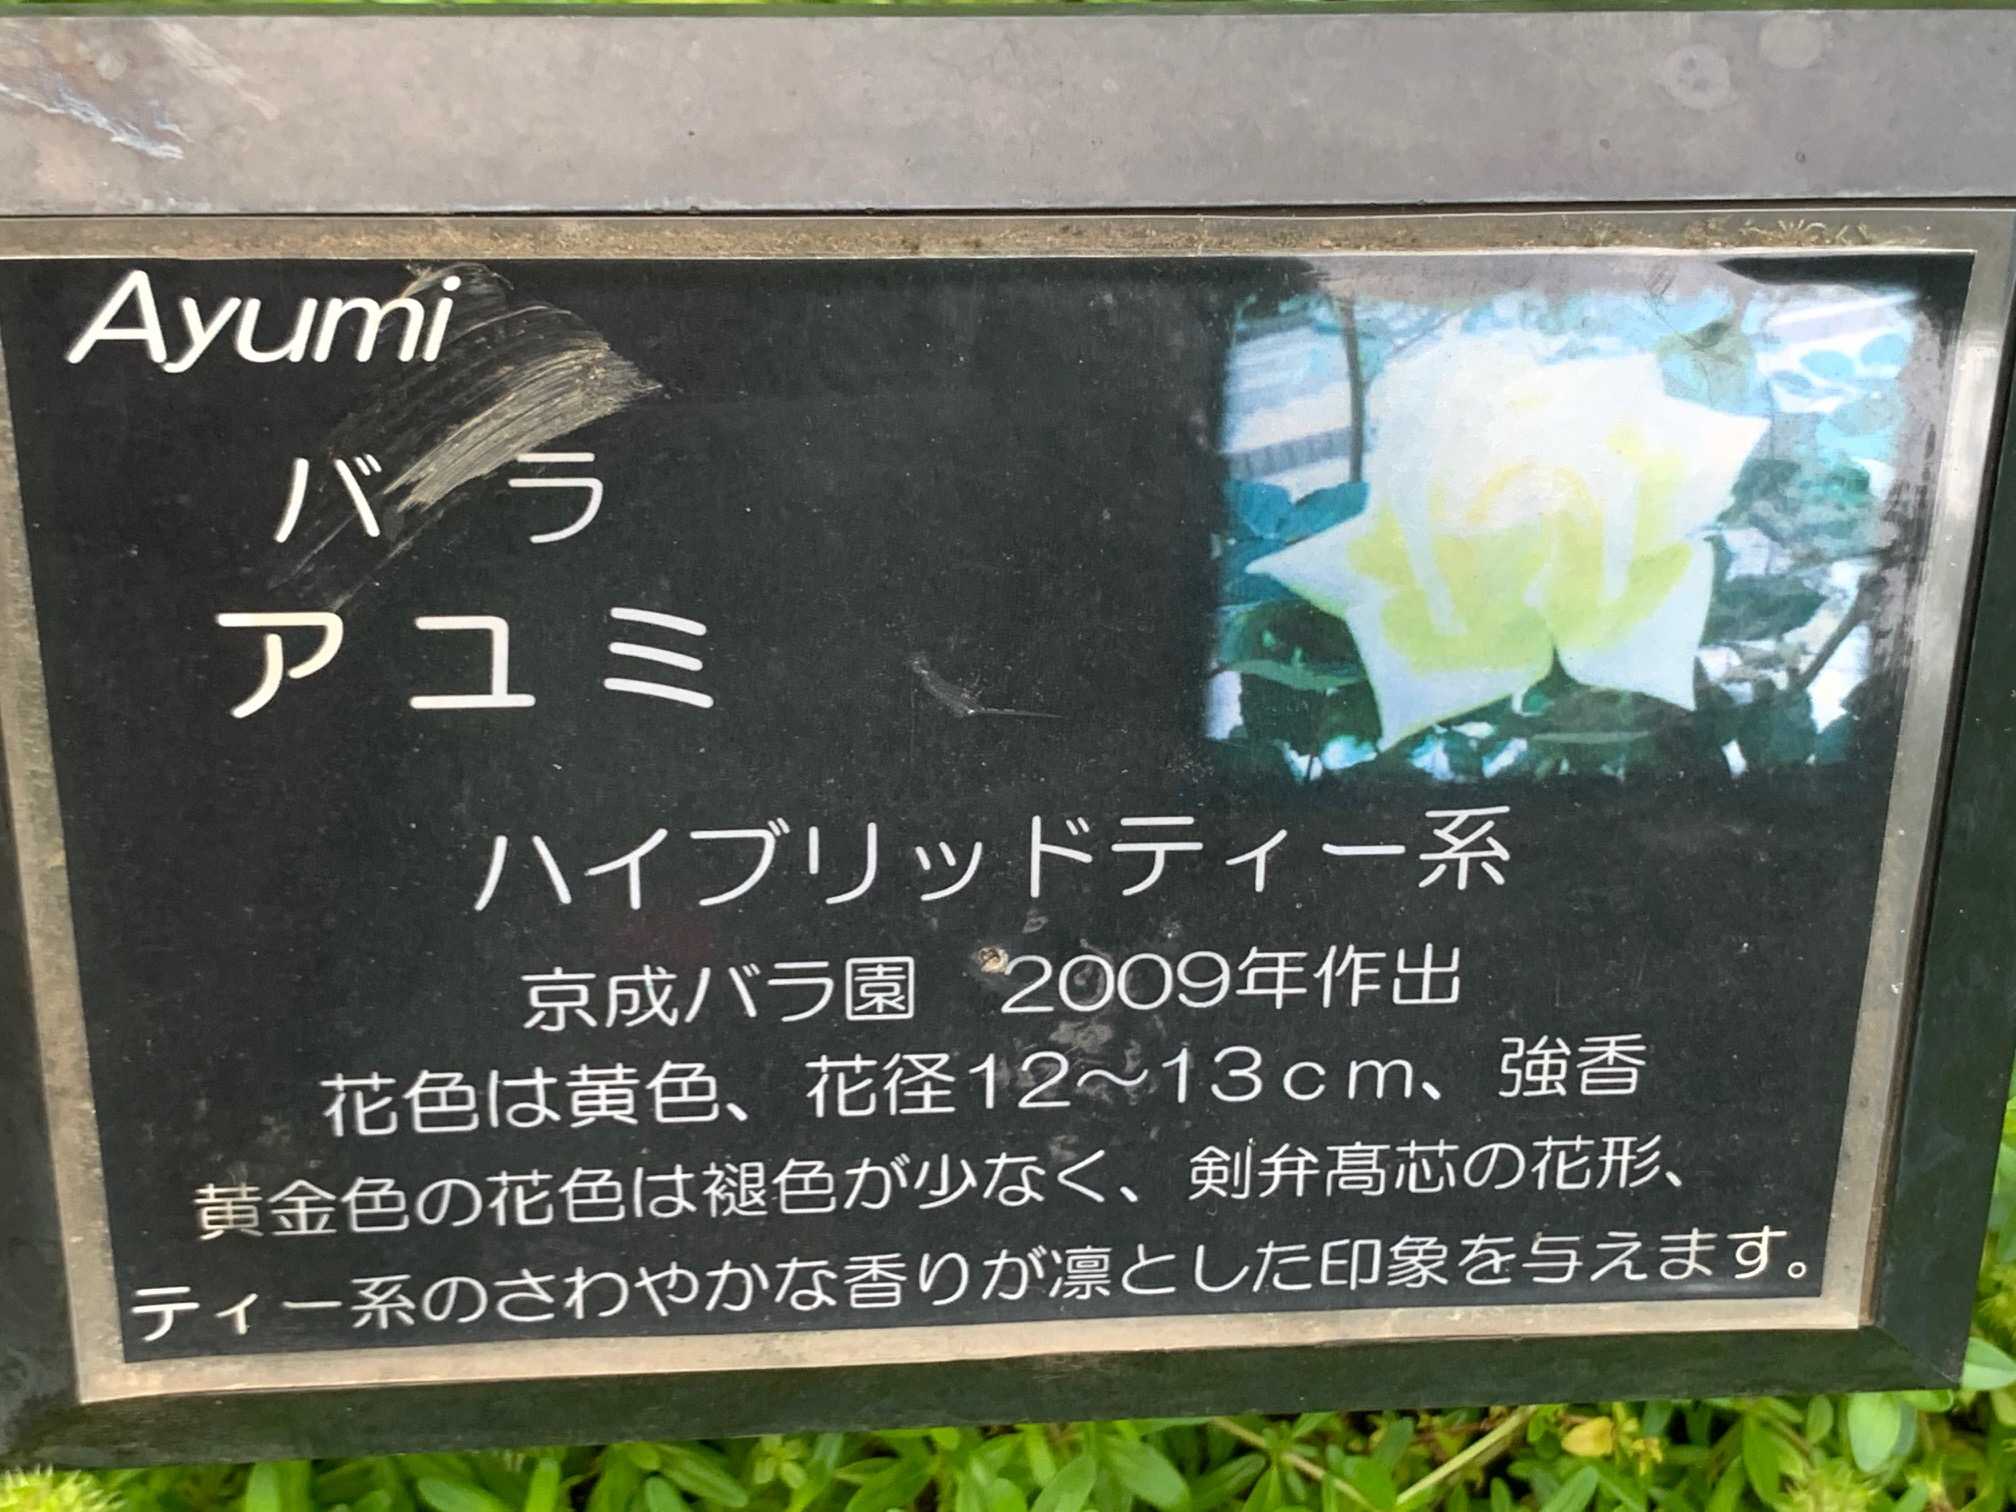 Ayumi
バラ
アユミ
ハイブリッドティー系
京成バラ園　2009年作出
花色は黄色、花径12～13cm、強香
黄金色の花色は褪色が少なく、剣弁髙芯の花形、
ティー系のさわやかな香りが凛とした印象を与えます。